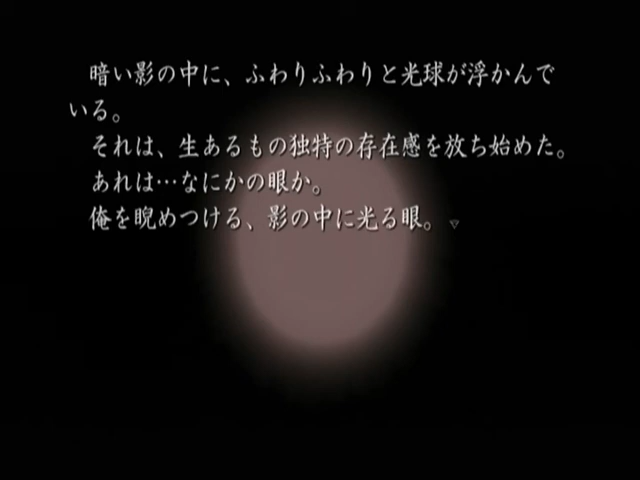 暗い影の中に、ふわりふわりと光球が浮かんで
いる。
それは、生あるもの独特の存在感を放ち始めた。
あれは…なにかの眼か。
俺を睨めつける、影の中に光る眼。